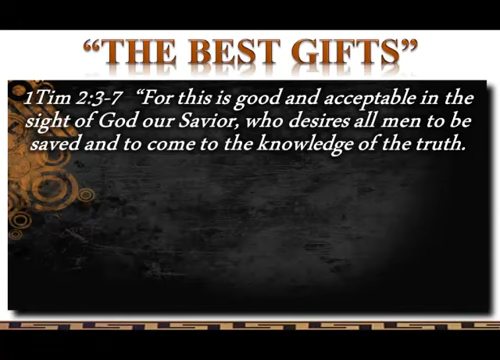 “THE BEST GIFTS”
1Tim 2:3-7 “For this is good and acceptable in the
sight of God our Savior, who desires all men to be
saved and to come to the knowledge of the truth.